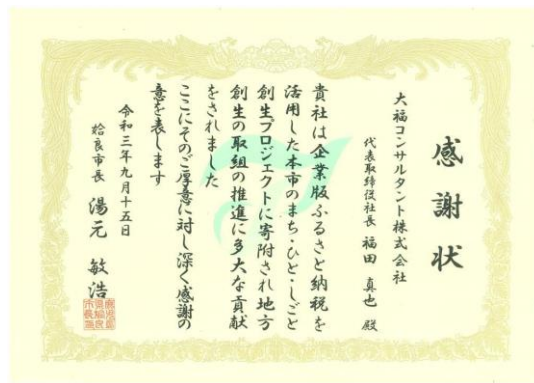 感謝状
大福コンサルタント株式会社
代表取締役社長 福田 真也 殿
貴社は企業版ふるさと納税を
活用した本市のまち・ひと・しごと
創生プロジェクトに寄附され地方
創生の取組の推進に多大な貢献
をされました
ここにそのご厚意に対し深く感謝の
意を表します
令和三年九月十五日
姶良市長 湯元 敏浩